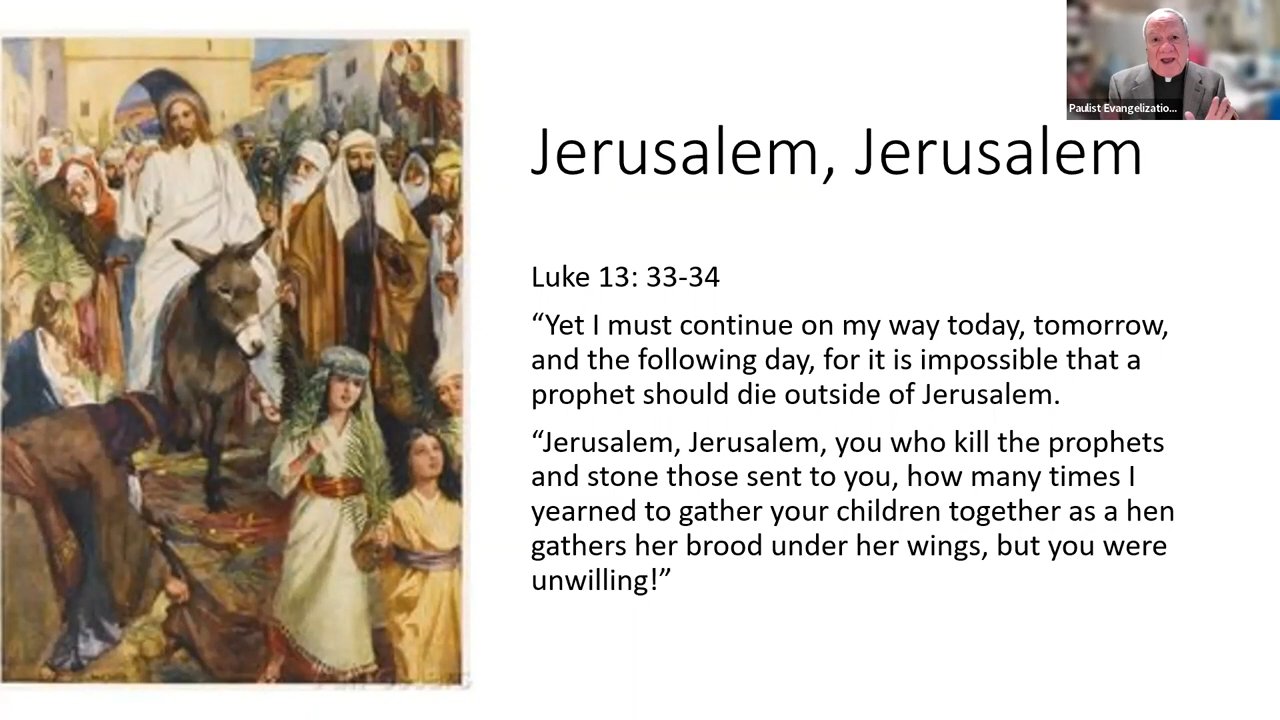 Paulist Evangelizatio...
Jerusalem, Jerusalem
Luke 13: 33-34
“Yet I must continue on my way today, tomorrow,
and the following day, for it is impossible that a
prophet should die outside of Jerusalem.
“Jerusalem, Jerusalem, you who kill the prophets
and stone those sent to you, how many times I
yearned to gather your children together as a hen
gathers her brood under her wings, but you were
unwilling!”